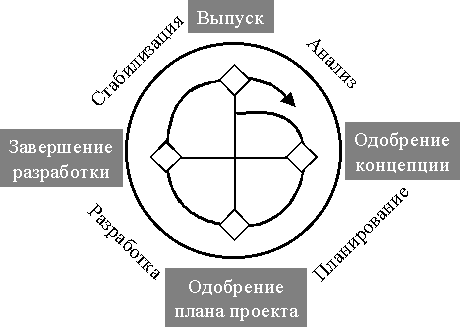 Выпуск
Стабилизация
Анализ
Завершение
разработки
Одобрение
концепции
Разработка
Планирование
Одобрение
плана проекта